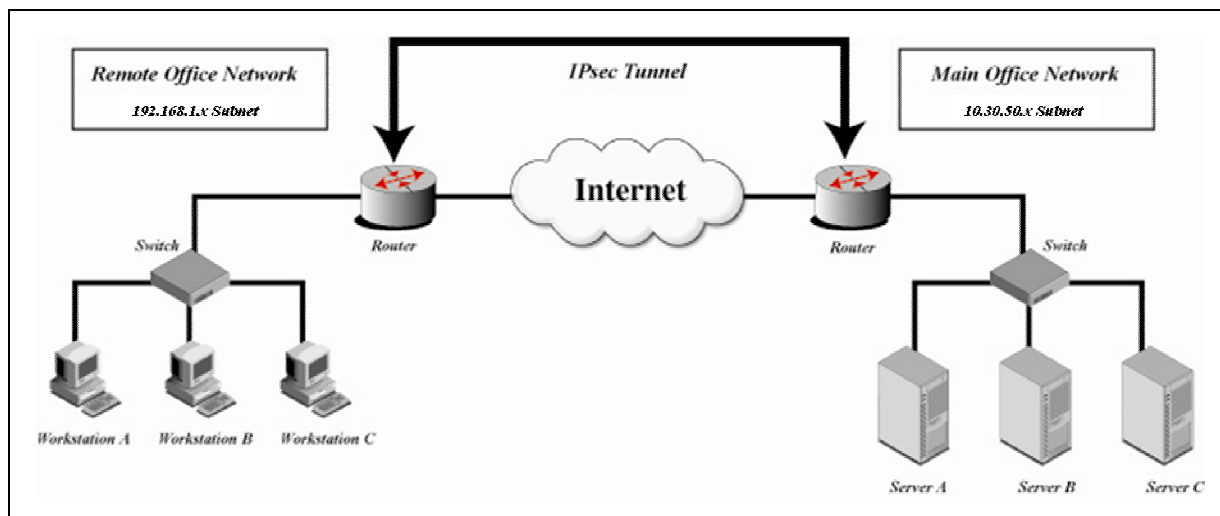 Remote Office Network
192.168.1.x Subnet
IPsec Tunnel
Main Office Network
10.30.50.x Subnet
Internet
Router
Router
Switch
Switch
Workstation A
Workstation B
Workstation C
Server A
Server B
Server C